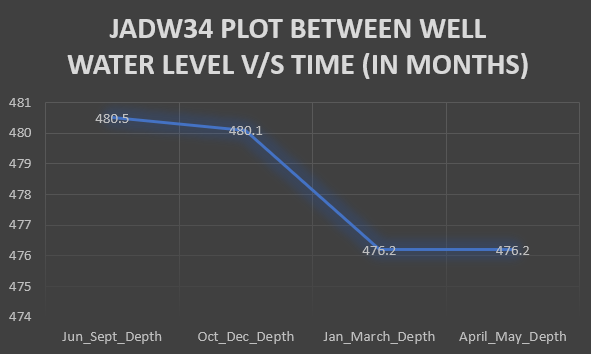 JADW34 PLOT BETWEEN WELL
WATER LEVEL V/S TIME (IN MONTHS)
481
480
479
478
477
476
475
474
480.5
480.1
476.2
476.2
Jun_Sept_Depth
Oct_Dec_Depth
Jan_March_Depth
April_May_Depth